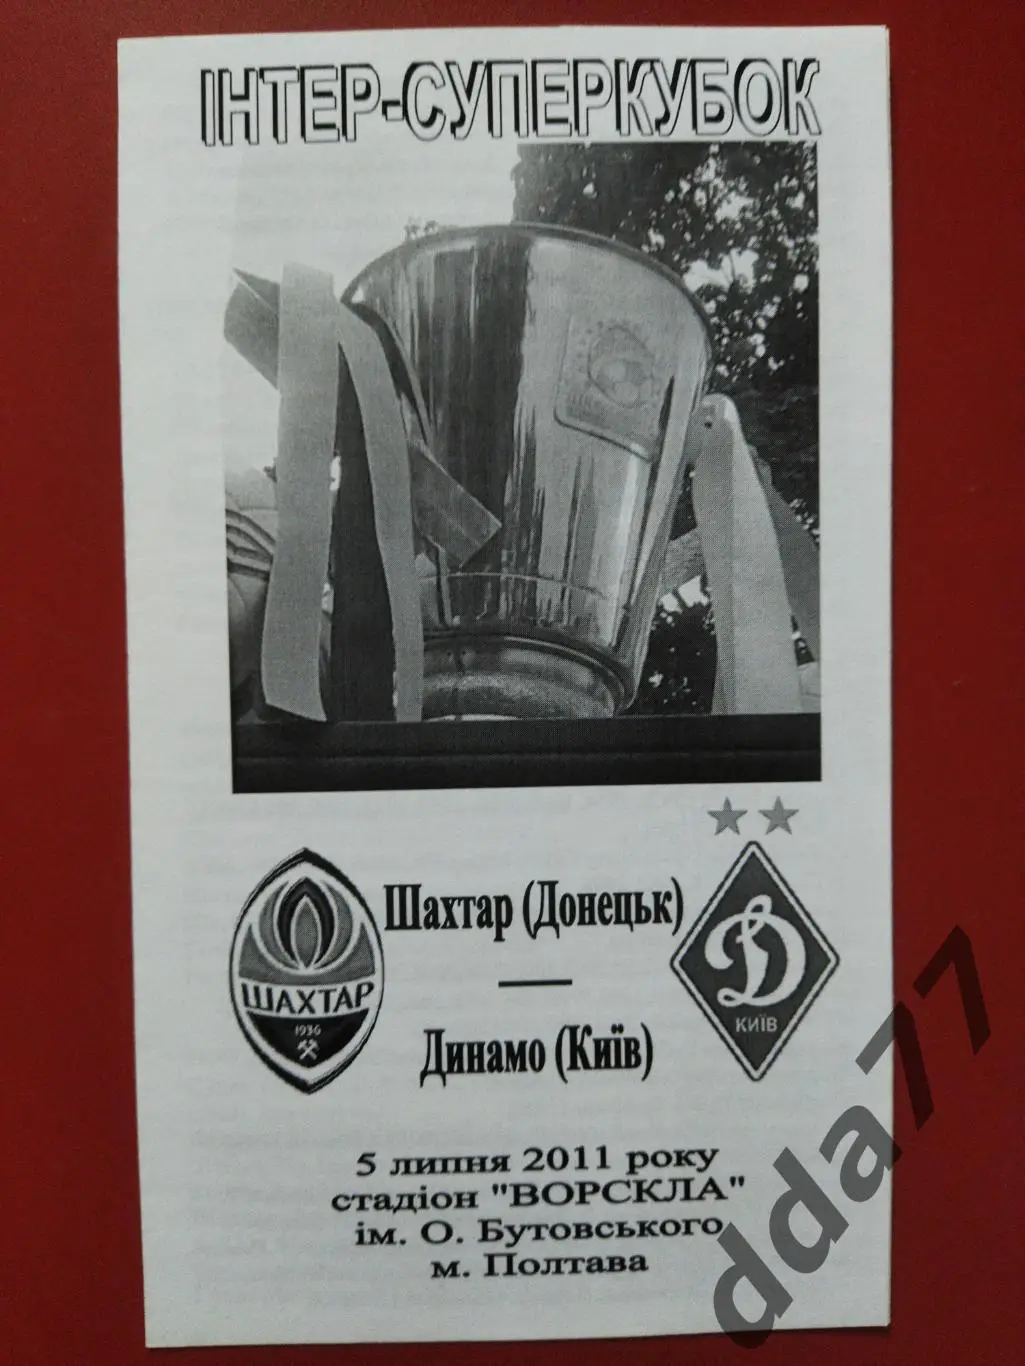 ІНТЕР-СУПЕРКУБОК
Шахтар (Донецьк)
—
Динамо (Київ)
ШАХТАР
1936
КИЇВ
5 липня 2011 року
стадіон "ВОРСКЛА"
ім. О. Бутовського
м. Полтава
dda77